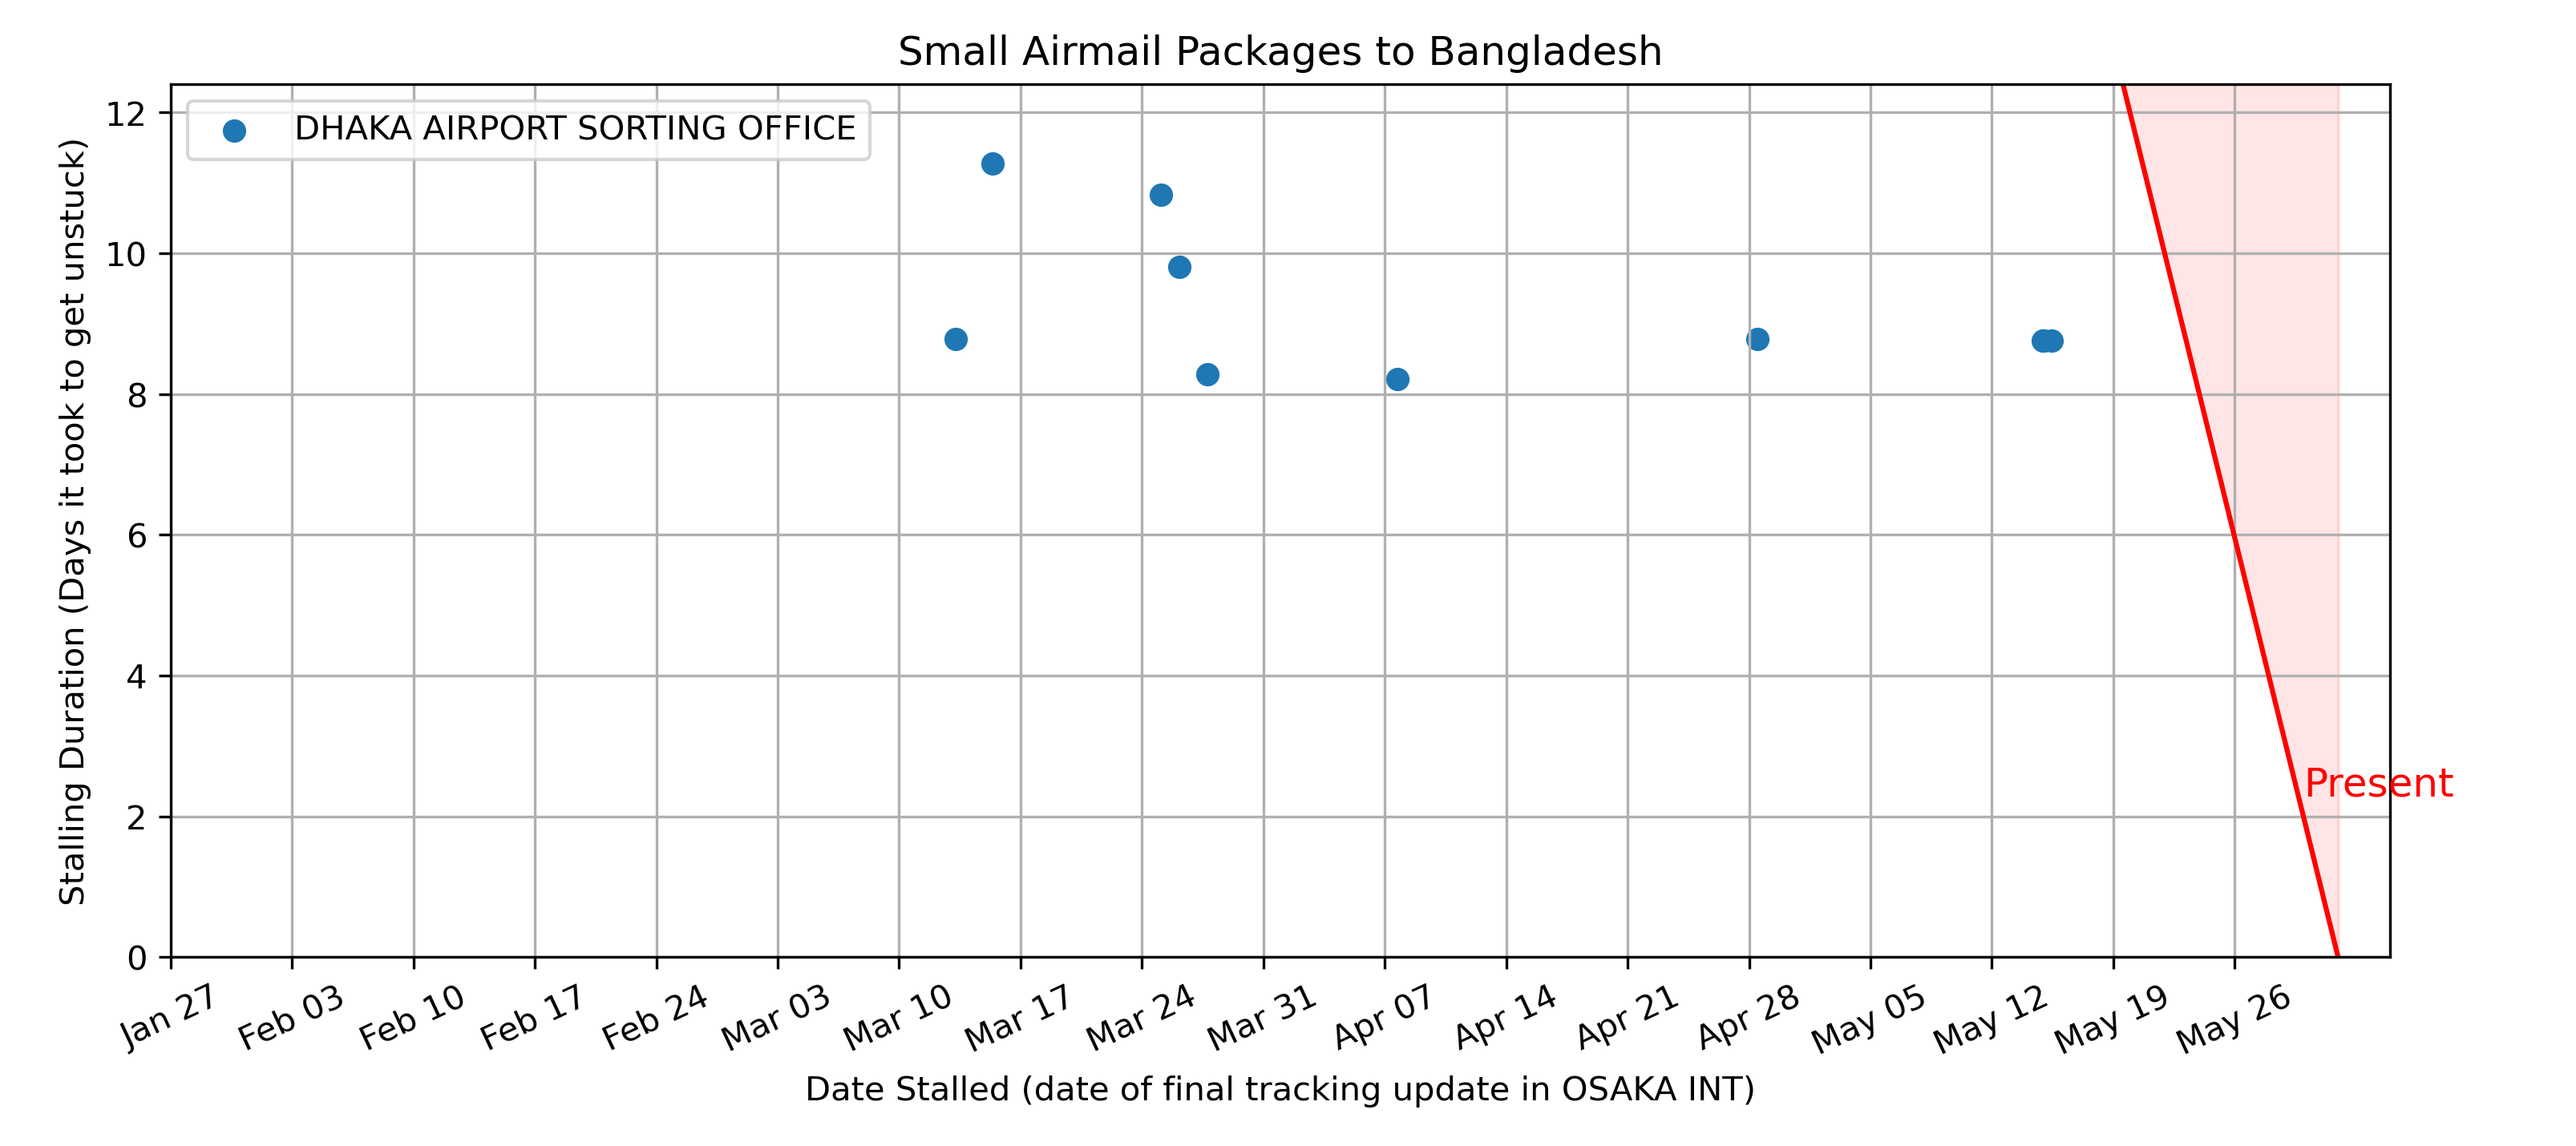 Small Airmail Packages to Bangladesh
DHAKA AIRPORT SORTING OFFICE
Stalling Duration (Days it took to get unstuck)
12
10
8
6
4
2
0
Present
Jan 27
Feb 03
Feb 10
Feb 17
Feb 24
Mar 03
Mar 10
Mar 17
Mar 24
Mar 31
Apr 07
Apr 14
Apr 21
Apr 28
May 05
May 12
May 19
May 26
Date Stalled (date of final tracking update in OSAKA INT)